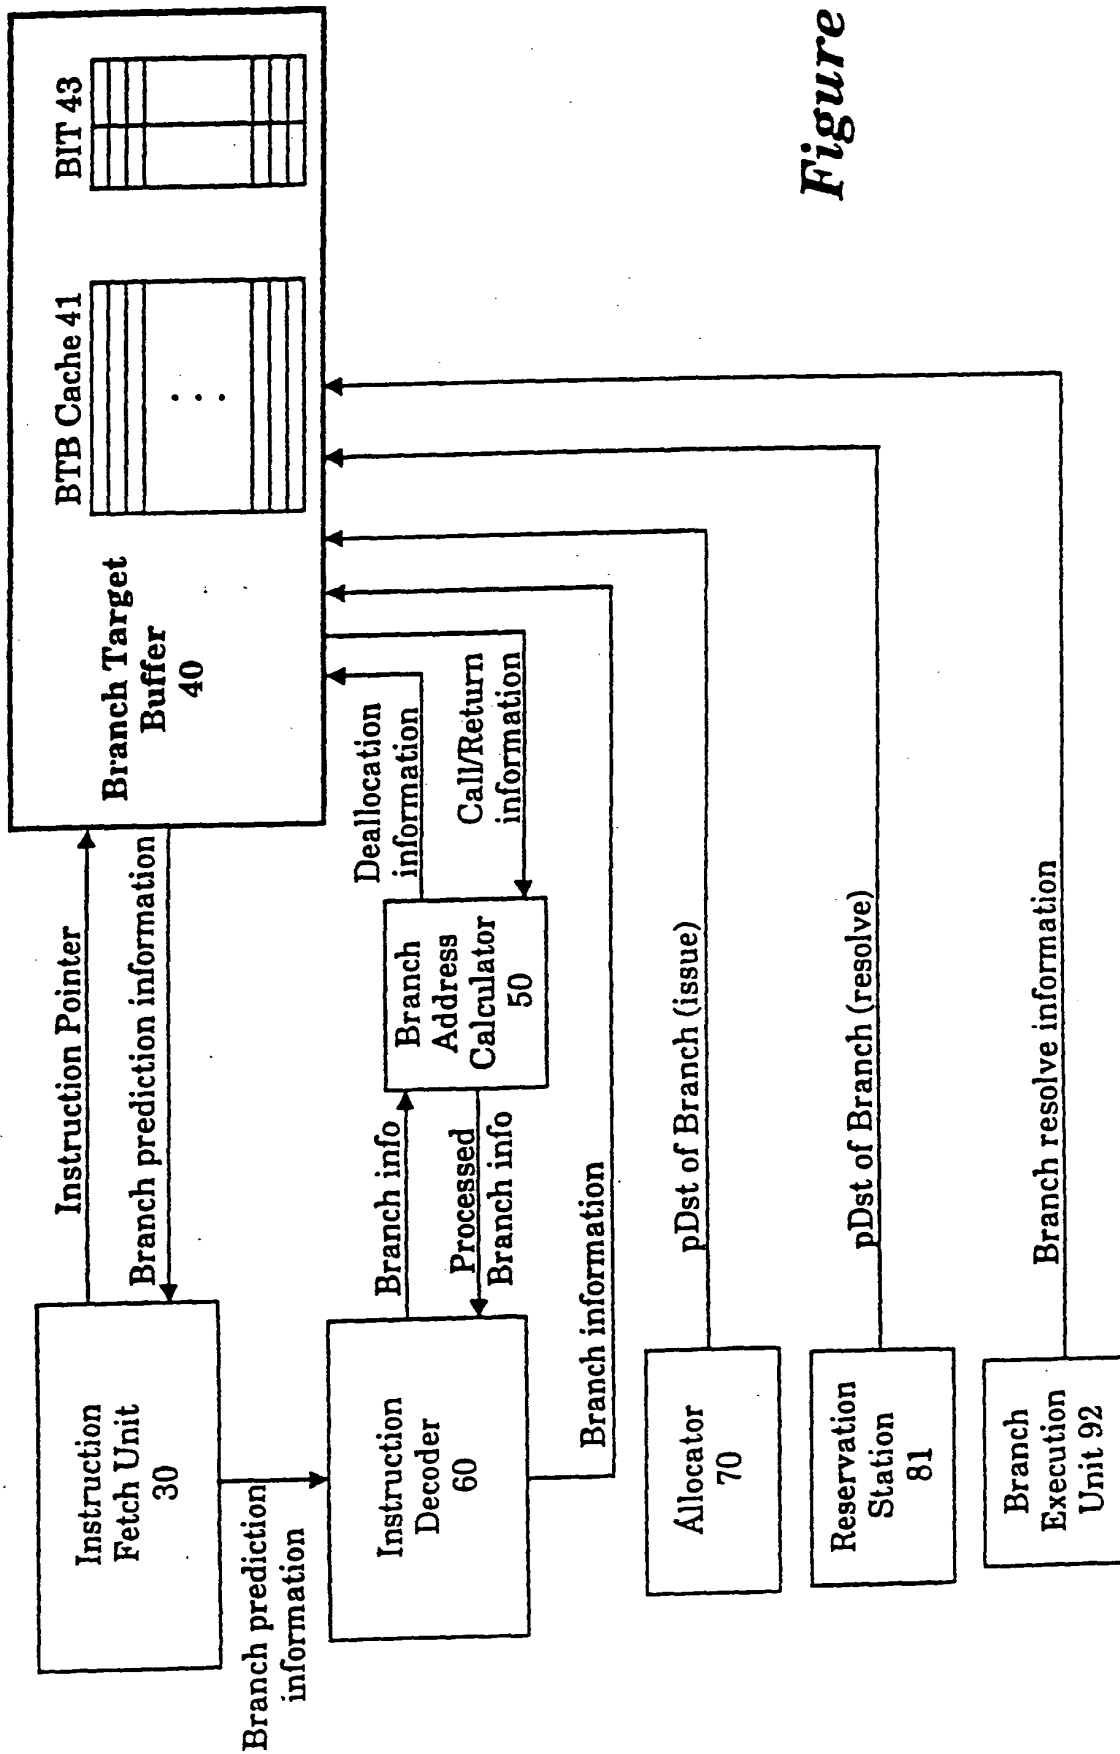 Instruction
Fetch Unit
30
Instruction Pointer
Branch prediction information
Branch Target
Buffer
40
BTB Cache 41
. . .
BIT 43
Branch prediction
information
Instruction
Decoder
60
Branch info
Processed
Branch info
Branch
Address
Calculator
50
Deallocation
information
Call/Return
information
Branch information
Allocator
70
pDst of Branch (issue)
Reservation
Station
81
pDst of Branch (resolve)
Branch
Execution
Unit 92
Branch resolve information
Figure